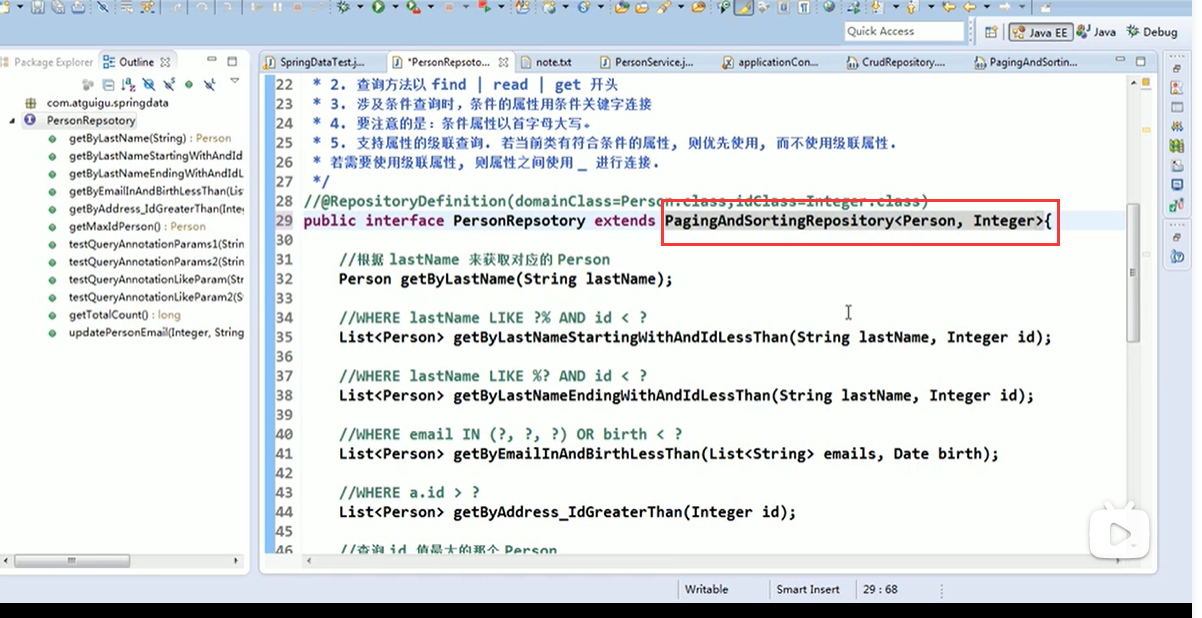 Quick Access
Java EE
Java
Debug
Package Explorer
Outline
SpringDataTest.j...
*PersonRepsoto...
note.txt
PersonService.j...
applicationCon...
CrudRepository....
PagingAndSortin...
com.atguigu.springdata
PersonRepsotory
getByLastName(String) : Person
getByLastNameStartingWithAndId
getByLastNameEndingWithAndIdL
getByEmailInAndBirthLessThan(Lis
getByAddress_IdGreaterThan(Inte
getMaxIdPerson() : Person
testQueryAnnotationParams1(Strin
testQueryAnnotationParams2(Strin
testQueryAnnotationLikeParam(Str
testQueryAnnotationLikeParam2(S
getTotalCount() : long
updatePersonEmail(Integer, String
22 * 2. 查询方法以 find | read | get 开头
23 * 3. 涉及条件查询时，条件的属性用条件关键字连接
24 * 4. 要注意的是：条件属性以首字母大写。
25 * 5. 支持属性的级联查询. 若当前类有符合条件的属性, 则优先使用, 而不使用级联属性.
26 * 若需要使用级联属性, 则属性之间使用 _ 进行连接.
27 */
28 //@RepositoryDefinition(domainClass=Person.class,idClass=Integer.class)
29 public interface PersonRepsotory extends PagingAndSortingRepository<Person, Integer>{
30
31 //根据 lastName 来获取对应的 Person
32 Person getByLastName(String lastName);
33
34 //WHERE lastName LIKE ?% AND id < ?
35 List<Person> getByLastNameStartingWithAndIdLessThan(String lastName, Integer id);
36
37 //WHERE lastName LIKE %? AND id < ?
38 List<Person> getByLastNameEndingWithAndIdLessThan(String lastName, Integer id);
39
40 //WHERE email IN (?, ?, ?) OR birth < ?
41 List<Person> getByEmailInAndBirthLessThan(List<String> emails, Date birth);
42
43 //WHERE a.id > ?
44 List<Person> getByAddress_IdGreaterThan(Integer id);
45
46 //查询 id 值最大的那个 Person
Writable
Smart Insert
29 : 68